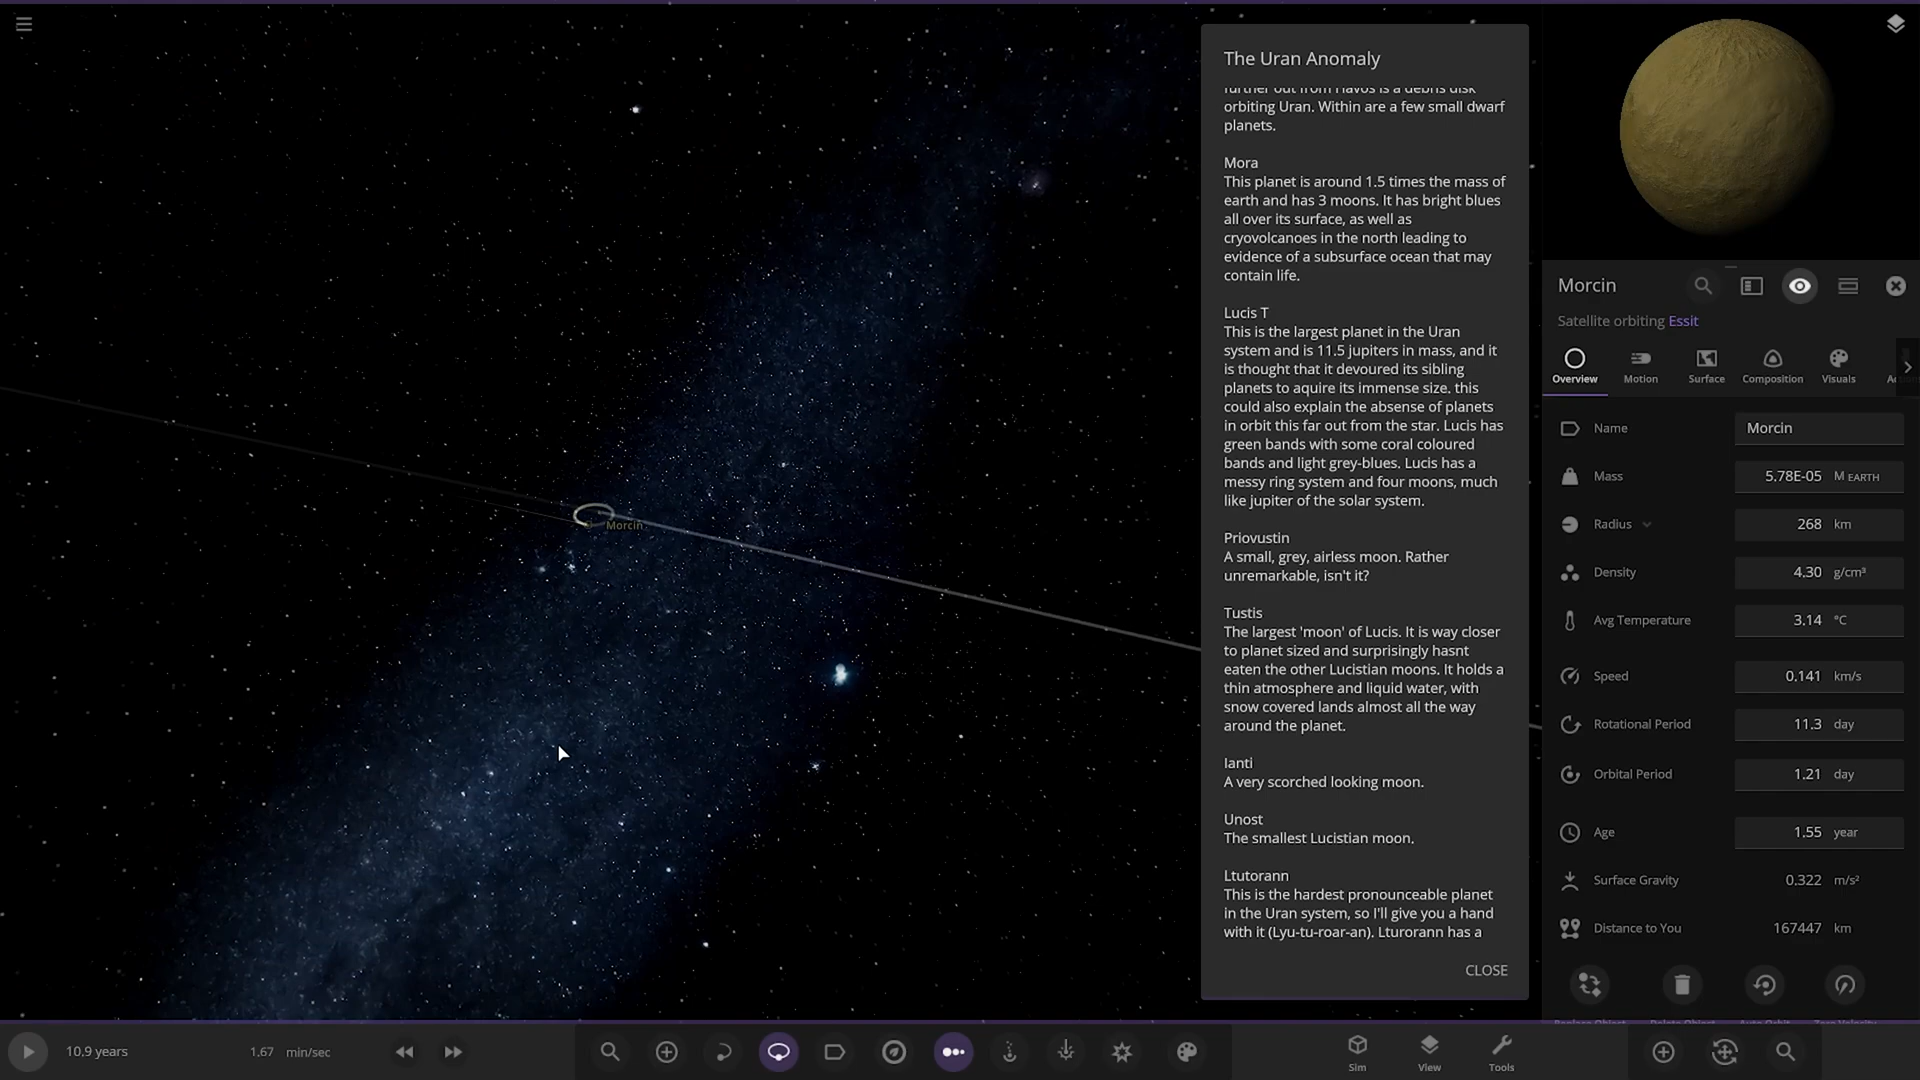 The Uran Anomaly
further out from Havos is a debris disk
orbiting Uran. Within are a few small dwarf
planets.
Mora
This planet is around 1.5 times the mass of
earth and has 3 moons. It has bright blues
all over its surface, as well as
cryovolcanoes in the north leading to
evidence of a subsurface ocean that may
contain life.
Lucis T
This is the largest planet in the Uran
system and is 11.5 jupiters in mass, and it
is thought that it devoured its sibling
planets to aquire its immense size. this
could also explain the absense of planets
in orbit this far out from the star. Lucis has
green bands with some coral coloured
bands and light grey-blues. Lucis has a
messy ring system and four moons, much
like jupiter of the solar system.
Priovustin
A small, grey, airless moon. Rather
unremarkable, isn't it?
Tustis
The largest 'moon' of Lucis. It is way closer
to planet sized and surprisingly hasnt
eaten the other Lucistian moons. It holds a
thin atmosphere and liquid water, with
snow covered lands almost all the way
around the planet.
Ianti
A very scorched looking moon.
Unost
The smallest Lucistian moon.
Ltutorann
This is the hardest pronounceable planet
in the Uran system, so I'll give you a hand
with it (Lyu-tu-roar-an). Lturorann has a
CLOSE
Morcin
Morcin
Satellite orbiting Essit
Overview Motion Surface Composition Visuals
Name Morcin
Mass 5.78E-05 M EARTH
Radius 268 km
Density 4.30 g/cm³
Avg Temperature 3.14 °C
Speed 0.141 km/s
Rotational Period 11.3 day
Orbital Period 1.21 day
Age 1.55 year
Surface Gravity 0.322 m/s²
Distance to You 167447 km
10.9 years 1.67 min/sec
Sim View Tools